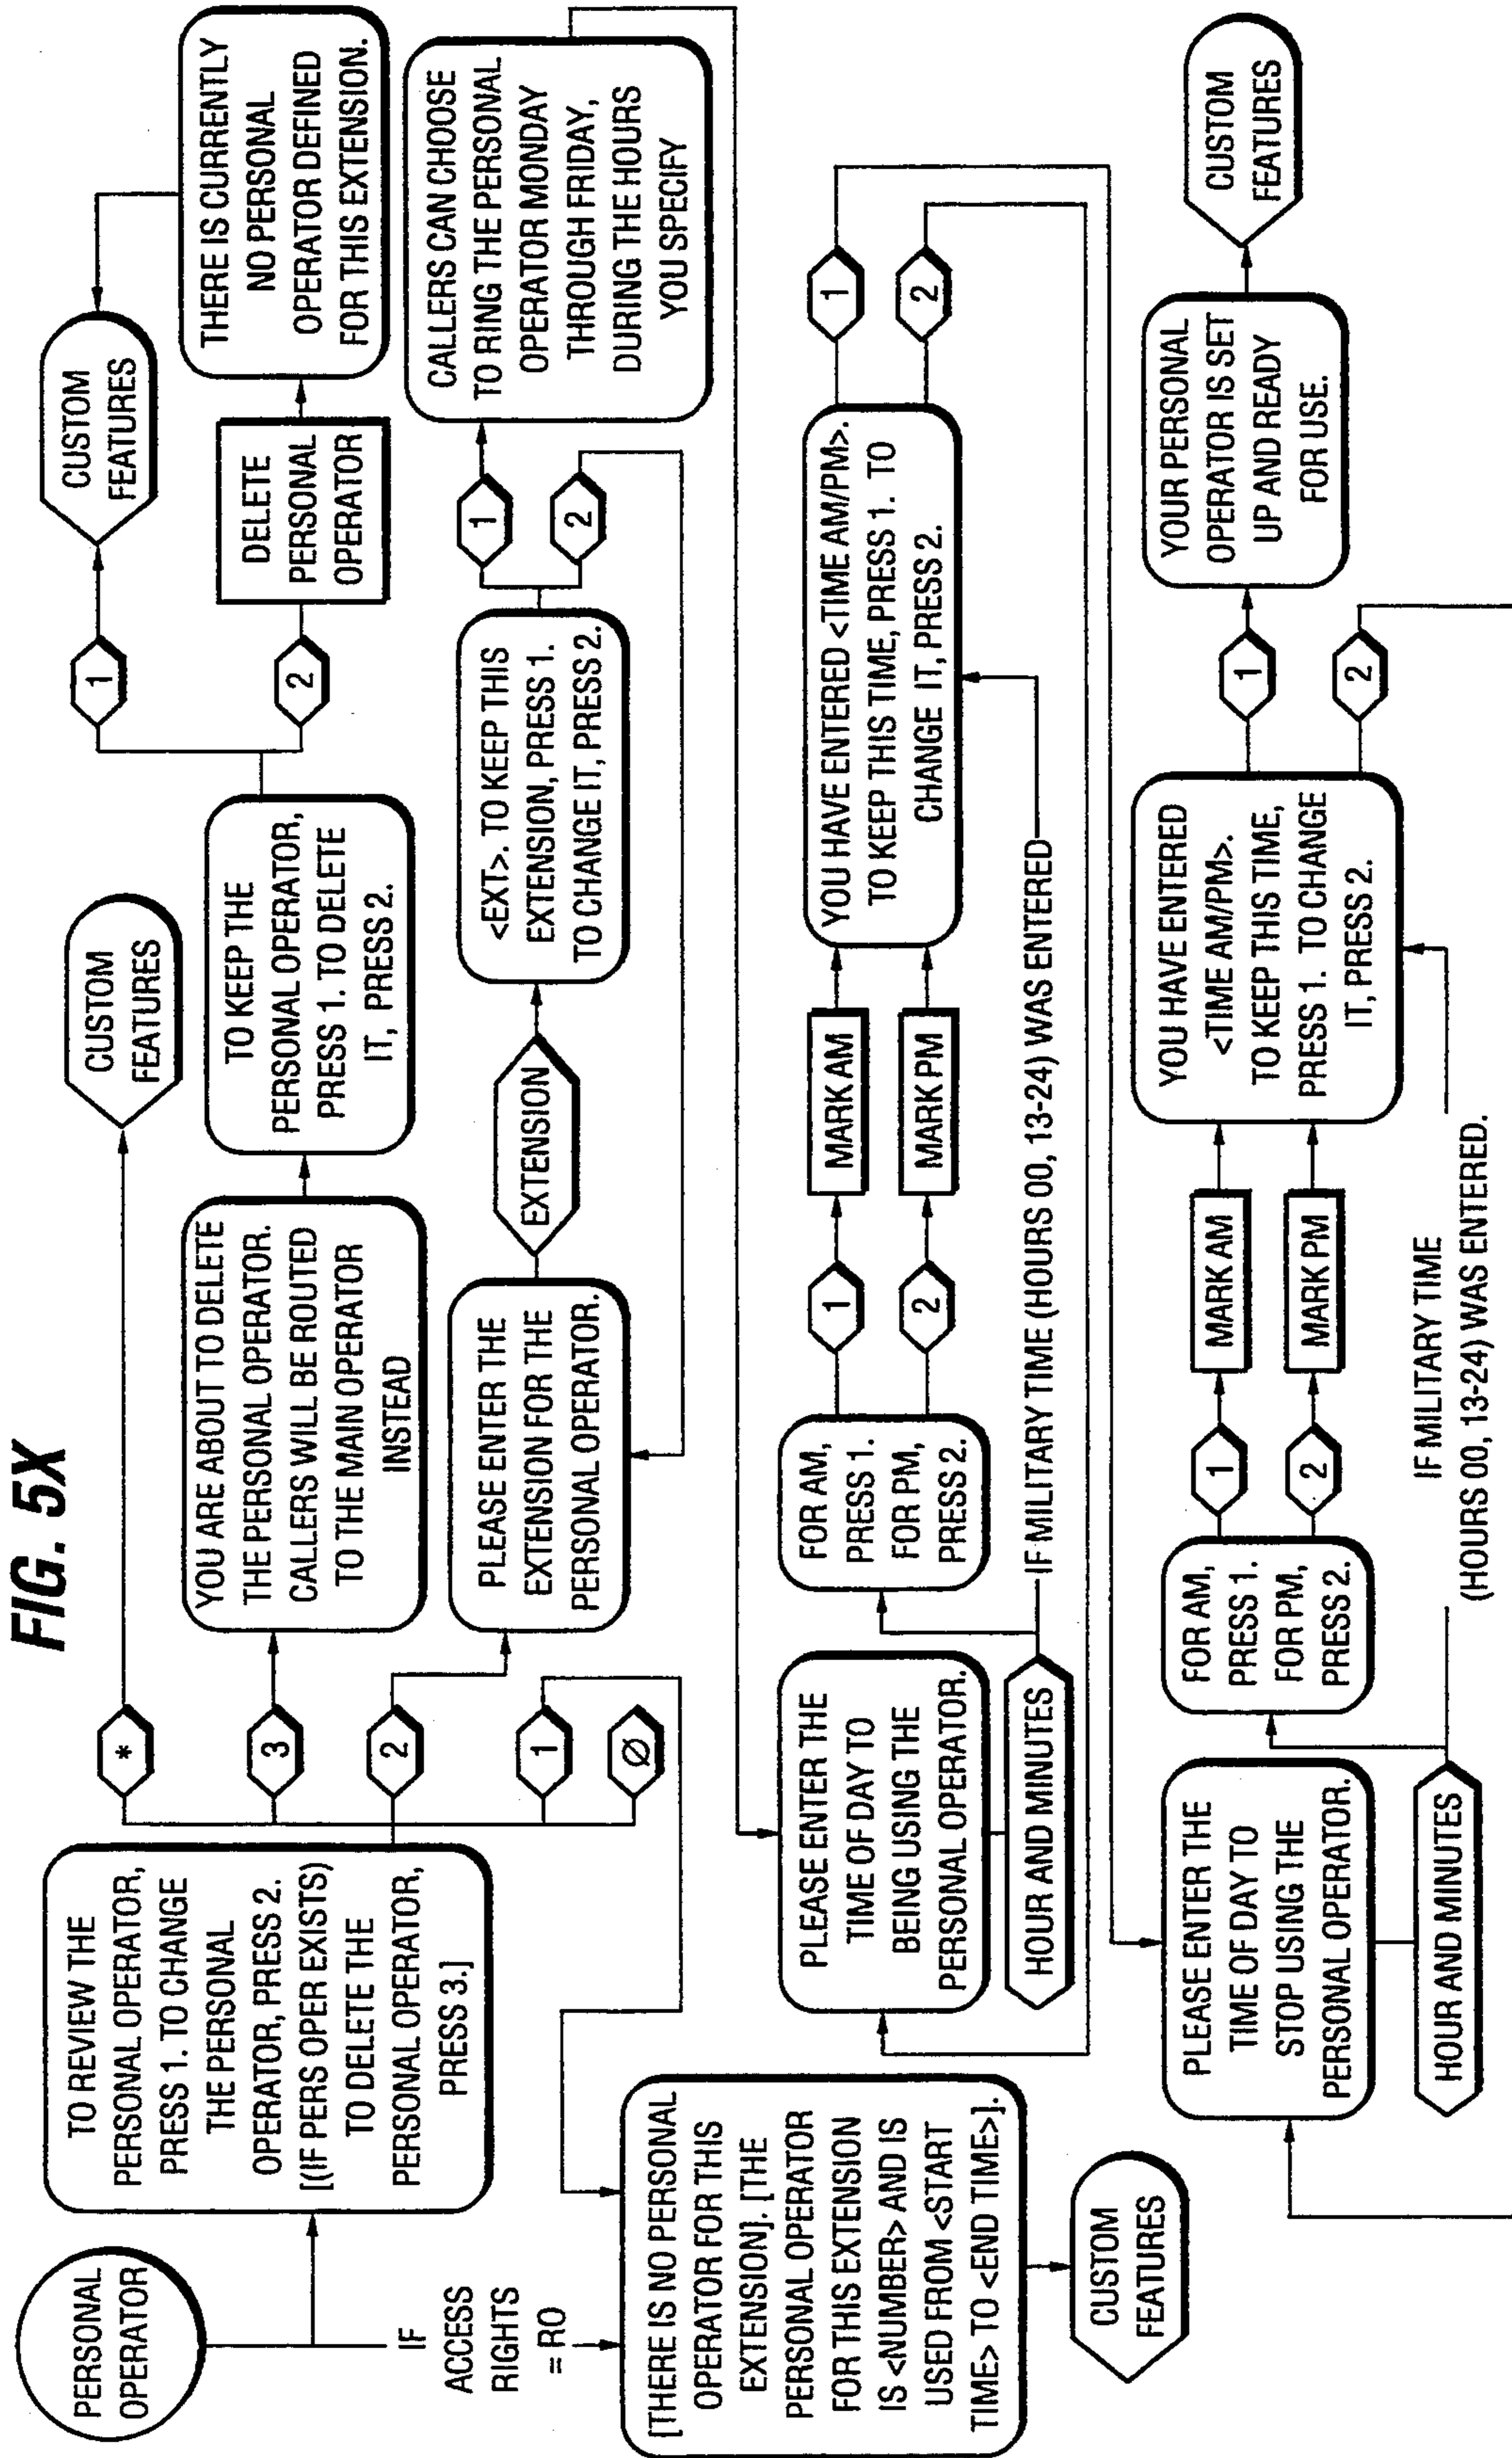 FIG. 5X
PERSONAL
OPERATOR
IF
ACCESS
RIGHTS
= RO
TO REVIEW THE
PERSONAL OPERATOR,
PRESS 1. TO CHANGE
THE PERSONAL
OPERATOR, PRESS 2.
[(IF PERS OPER EXISTS)
TO DELETE THE
PERSONAL OPERATOR,
PRESS 3.]
*
3
2
1
Ø
CUSTOM
FEATURES
YOU ARE ABOUT TO DELETE
THE PERSONAL OPERATOR.
CALLERS WILL BE ROUTED
TO THE MAIN OPERATOR
INSTEAD
TO KEEP THE
PERSONAL OPERATOR,
PRESS 1. TO DELETE
IT, PRESS 2.
1
2
CUSTOM
FEATURES
DELETE
PERSONAL
OPERATOR
THERE IS CURRENTLY
NO PERSONAL
OPERATOR DEFINED
FOR THIS EXTENSION.
PLEASE ENTER THE
EXTENSION FOR THE
PERSONAL OPERATOR.
EXTENSION
<EXT>. TO KEEP THIS
EXTENSION, PRESS 1.
TO CHANGE IT, PRESS 2.
1
2
CALLERS CAN CHOOSE
TO RING THE PERSONAL
OPERATOR MONDAY
THROUGH FRIDAY,
DURING THE HOURS
YOU SPECIFY
[THERE IS NO PERSONAL
OPERATOR FOR THIS
EXTENSION]. [THE
PERSONAL OPERATOR
FOR THIS EXTENSION
IS <NUMBER> AND IS
USED FROM <START
TIME> TO <END TIME>].
CUSTOM
FEATURES
PLEASE ENTER THE
TIME OF DAY TO
BEING USING THE
PERSONAL OPERATOR.
HOUR AND MINUTES
FOR AM,
PRESS 1.
FOR PM,
PRESS 2.
1
2
MARK AM
MARK PM
YOU HAVE ENTERED <TIME AM/PM>.
TO KEEP THIS TIME, PRESS 1. TO
CHANGE IT, PRESS 2.
1
2
IF MILITARY TIME (HOURS 00, 13-24) WAS ENTERED
PLEASE ENTER THE
TIME OF DAY TO
STOP USING THE
PERSONAL OPERATOR.
HOUR AND MINUTES
FOR AM,
PRESS 1.
FOR PM,
PRESS 2.
1
2
MARK AM
MARK PM
YOU HAVE ENTERED
<TIME AM/PM>.
TO KEEP THIS TIME,
PRESS 1. TO CHANGE
IT, PRESS 2.
1
2
YOUR PERSONAL
OPERATOR IS SET
UP AND READY
FOR USE.
CUSTOM
FEATURES
IF MILITARY TIME
(HOURS 00, 13-24) WAS ENTERED.